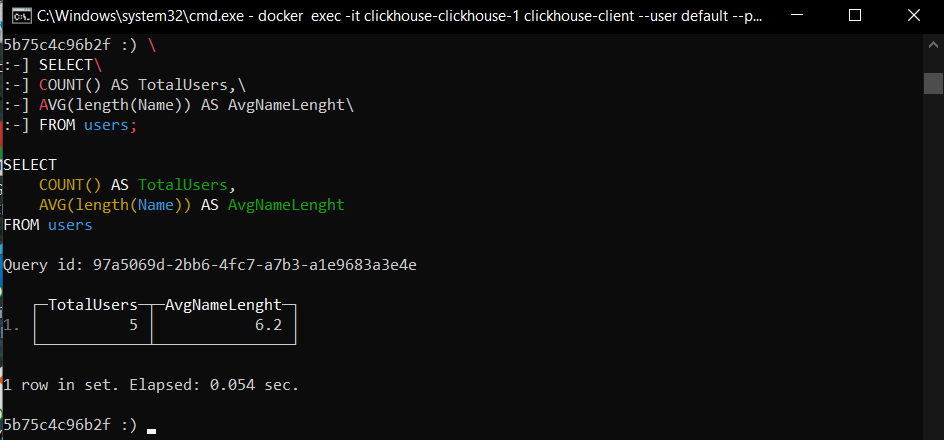 C:\Windows\system32\cmd.exe - docker exec -it clickhouse-clickhouse-1 clickhouse-client --user default --p...
5b75c4c96b2f :) \
:-] SELECT\
:-] COUNT() AS TotalUsers,\
:-] AVG(length(Name)) AS AvgNameLenght\
:-] FROM users;
SELECT
    COUNT() AS TotalUsers,
    AVG(length(Name)) AS AvgNameLenght
FROM users
Query id: 97a5069d-2bb6-4fc7-a7b3-a1e9683a3e4e
TotalUsers AvgNameLenght
1. 5 6.2
1 row in set. Elapsed: 0.054 sec.
5b75c4c96b2f :)